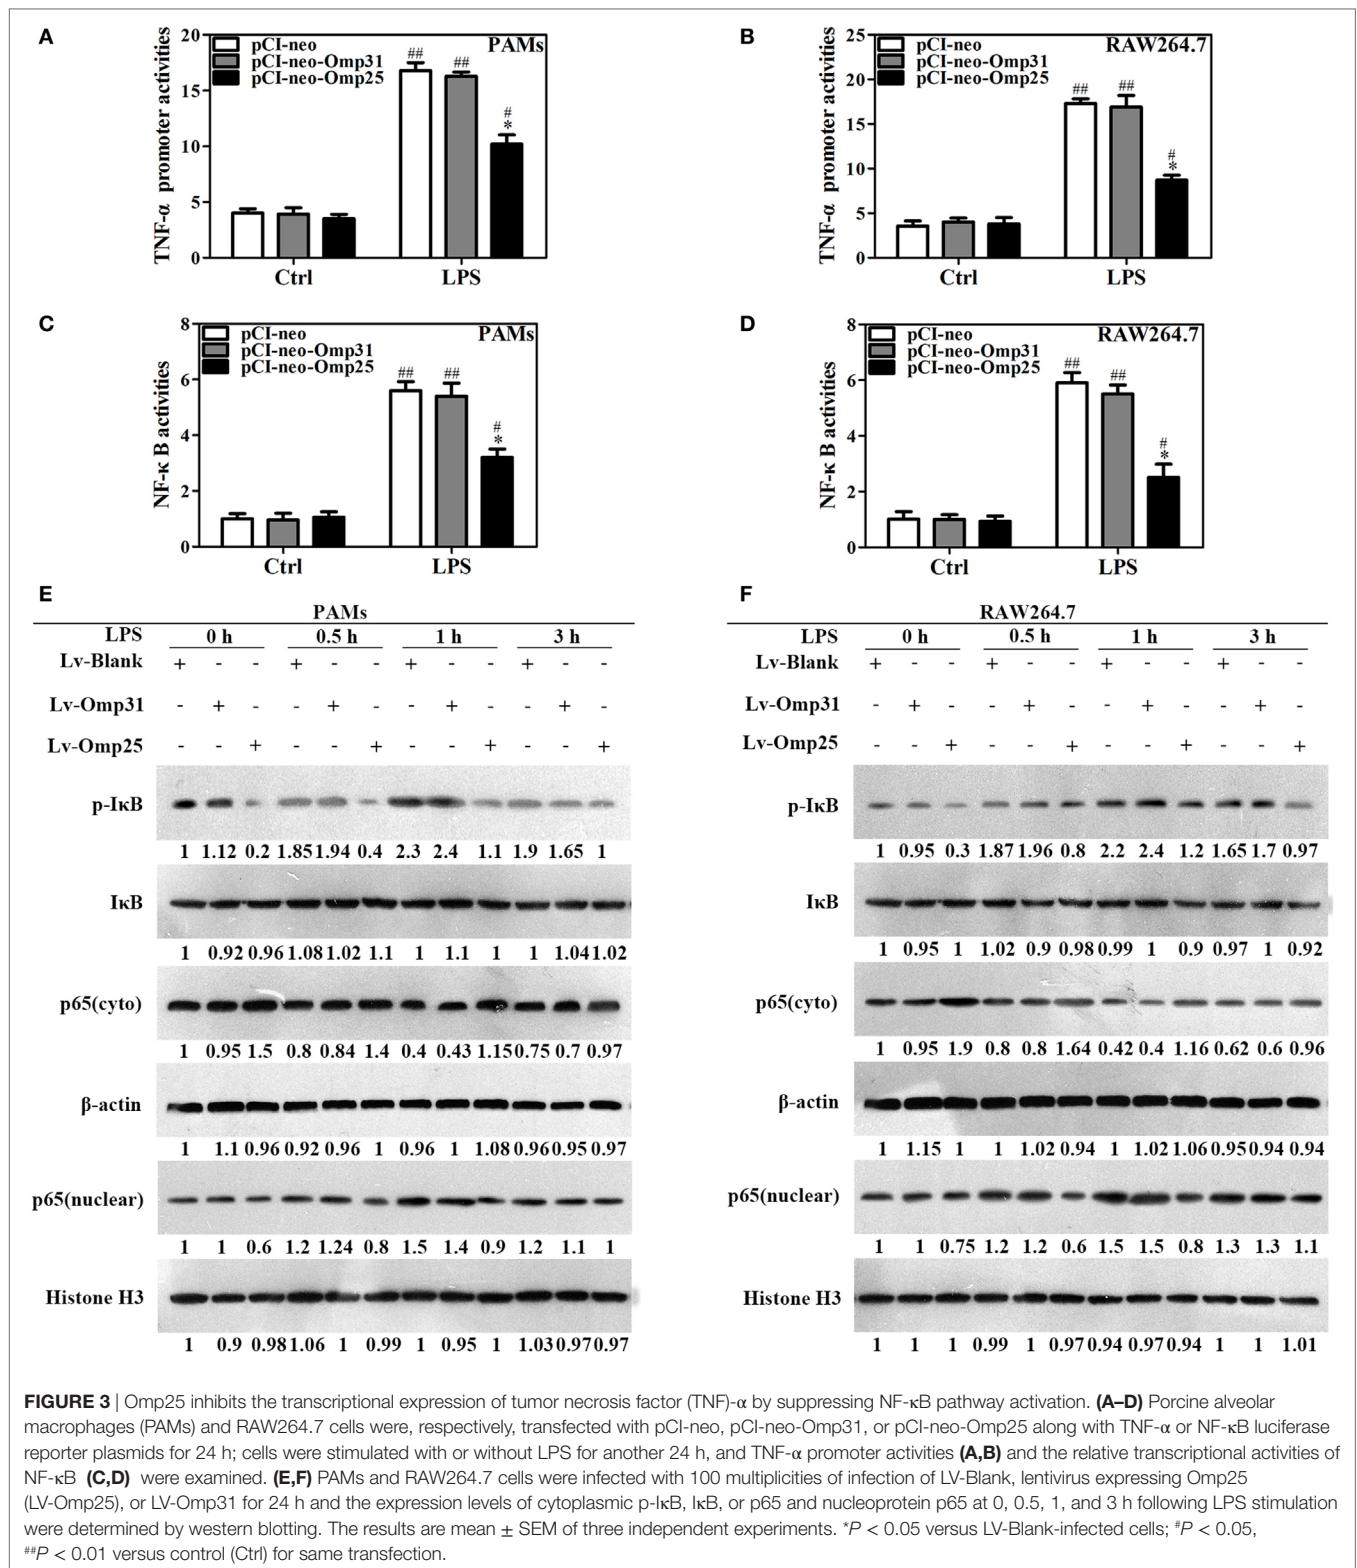 A
TNF-α promoter activities
20
15
10
5
0
pCI-neo
pCI-neo-Omp31
pCI-neo-Omp25
PAMs
## ## # *
Ctrl LPS
B
TNF-α promoter activities
25
20
15
10
5
0
pCI-neo
pCI-neo-Omp31
pCI-neo-Omp25
RAW264.7
## ## # *
Ctrl LPS
C
NF-κ B activities
8
6
4
2
0
pCI-neo
pCI-neo-Omp31
pCI-neo-Omp25
PAMs
## ## # *
Ctrl LPS
D
NF-κ B activities
8
6
4
2
0
pCI-neo
pCI-neo-Omp31
pCI-neo-Omp25
RAW264.7
## ## # *
Ctrl LPS
E
PAMs
LPS 0 h 0.5 h 1 h 3 h
Lv-Blank + - - + - - + - - + - -
Lv-Omp31 - + - - + - - + - - + -
Lv-Omp25 - - + - - + - - + - - +
p-IκB
1 1.12 0.2 1.85 1.94 0.4 2.3 2.4 1.1 1.9 1.65 1
IκB
1 0.92 0.96 1.08 1.02 1.1 1 1.1 1 1 1.04 1.02
p65(cyto)
1 0.95 1.5 0.8 0.84 1.4 0.4 0.43 1.15 0.75 0.7 0.97
β-actin
1 1.1 0.96 0.92 0.96 1 0.96 1 1.08 0.96 0.95 0.97
p65(nuclear)
1 1 0.6 1.2 1.24 0.8 1.5 1.4 0.9 1.2 1.1 1
Histone H3
1 0.9 0.98 1.06 1 0.99 1 0.95 1 1.03 0.97 0.97
F
RAW264.7
LPS 0 h 0.5 h 1 h 3 h
Lv-Blank + - - + - - + - - + - -
Lv-Omp31 - + - - + - - + - - + -
Lv-Omp25 - - + - - + - - + - - +
p-IκB
1 0.95 0.3 1.87 1.96 0.8 2.2 2.4 1.2 1.65 1.7 0.97
IκB
1 0.95 1 1.02 0.9 0.98 0.99 1 0.9 0.97 1 0.92
p65(cyto)
1 0.95 1.9 0.8 0.8 1.64 0.42 0.4 1.16 0.62 0.6 0.96
β-actin
1 1.15 1 1 1.02 0.94 1 1.02 1.06 0.95 0.94 0.94
p65(nuclear)
1 1 0.75 1.2 1.2 0.6 1.5 1.5 0.8 1.3 1.3 1.1
Histone H3
1 1 1 0.99 1 0.97 0.94 0.97 0.94 1 1 1.01
FIGURE 3 | Omp25 inhibits the transcriptional expression of tumor necrosis factor (TNF)-α by suppressing NF-κB pathway activation. (A–D) Porcine alveolar
macrophages (PAMs) and RAW264.7 cells were, respectively, transfected with pCI-neo, pCI-neo-Omp31, or pCI-neo-Omp25 along with TNF-α or NF-κB luciferase
reporter plasmids for 24 h; cells were stimulated with or without LPS for another 24 h, and TNF-α promoter activities (A,B) and the relative transcriptional activities of
NF-κB (C,D) were examined. (E,F) PAMs and RAW264.7 cells were infected with 100 multiplicities of infection of LV-Blank, lentivirus expressing Omp25
(LV-Omp25), or LV-Omp31 for 24 h and the expression levels of cytoplasmic p-IκB, IκB, or p65 and nucleoprotein p65 at 0, 0.5, 1, and 3 h following LPS stimulation
were determined by western blotting. The results are mean ± SEM of three independent experiments. *P < 0.05 versus LV-Blank-infected cells; #P < 0.05,
##P < 0.01 versus control (Ctrl) for same transfection.